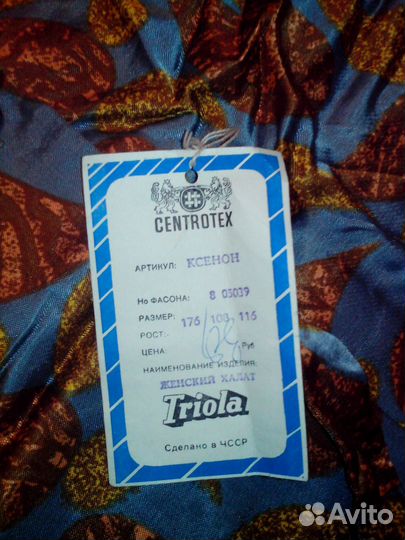 CENTROTEX
АРТИКУЛ: КСЕНОН
Но ФАСОНА: 8 05039
РАЗМЕР: 176 100 116
РОСТ:
ЦЕНА: Руб
НАИМЕНОВАНИЕ ИЗДЕЛИЯ:
ЖЕНСКИЙ ХАЛАТ
Triola
Сделано в ЧССР
Avito